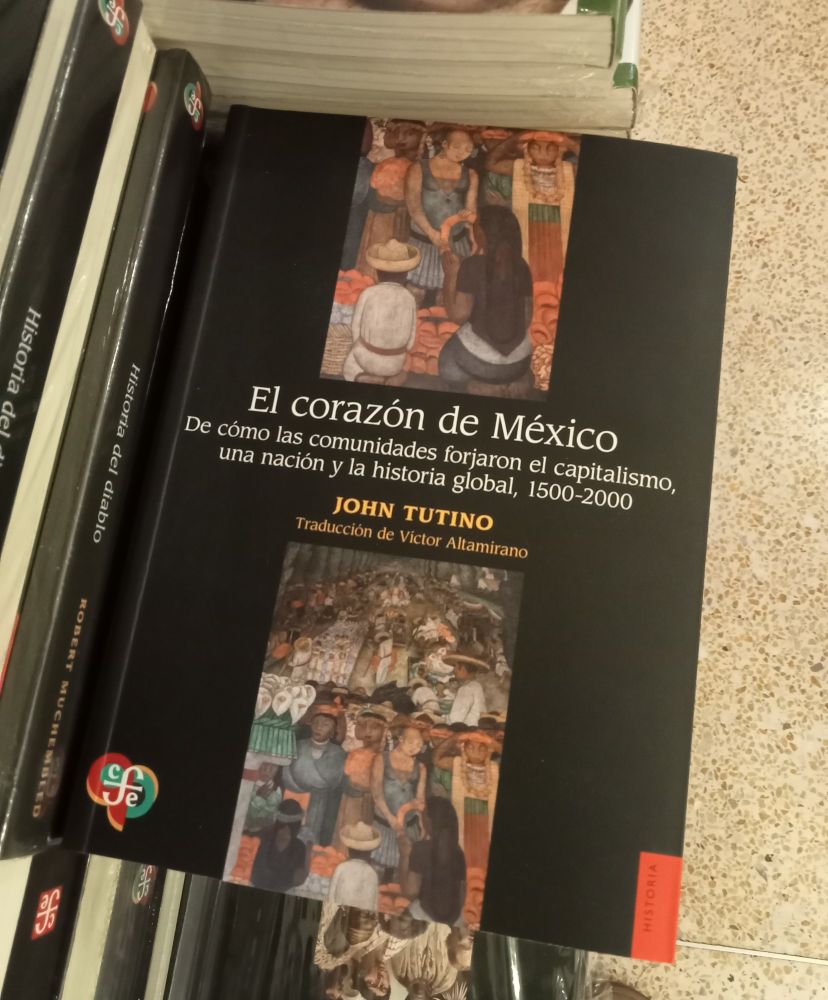 El corazón de México
De cómo las comunidades forjaron el capitalismo,
una nación y la historia global, 1500-2000
JOHN TUTINO
Traducción de Víctor Altamirano
cfe
HISTORIA
Historia del diablo
ROBERT MUCHEMBLED
Historia del